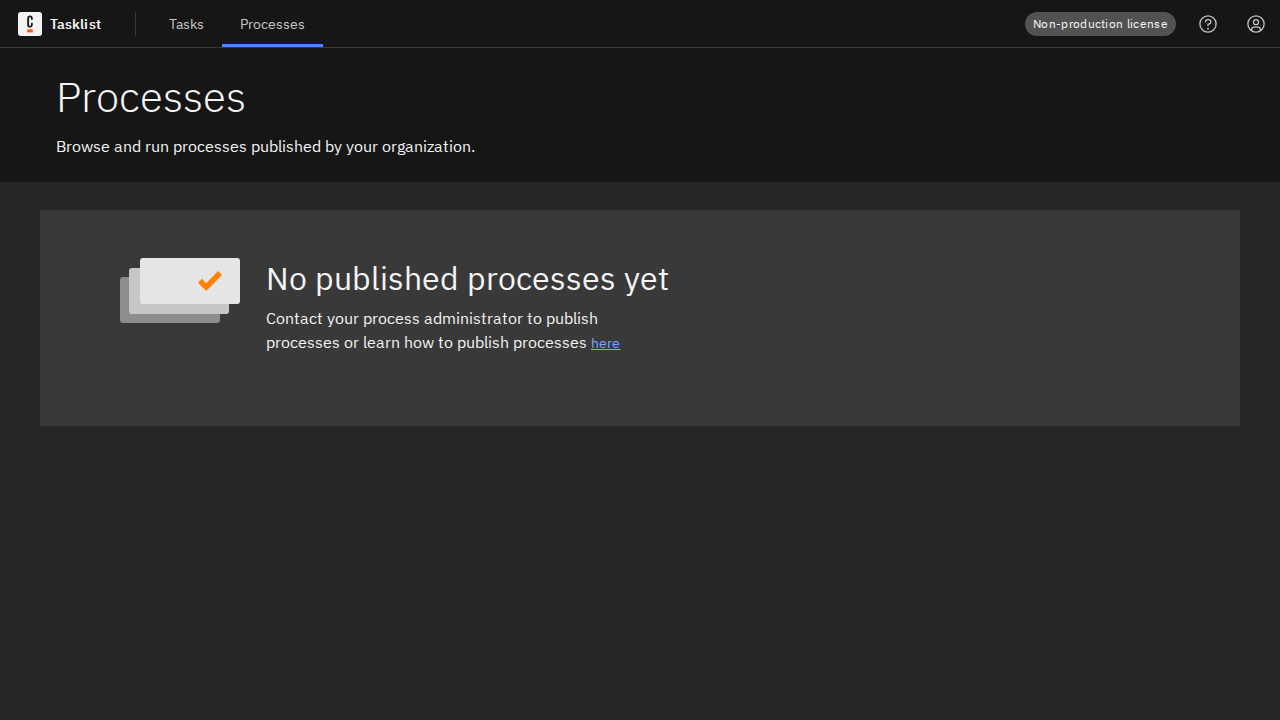 Tasklist
Tasks
Processes
Non-production license
Processes
Browse and run processes published by your organization.
No published processes yet
Contact your process administrator to publish
processes or learn how to publish processes here